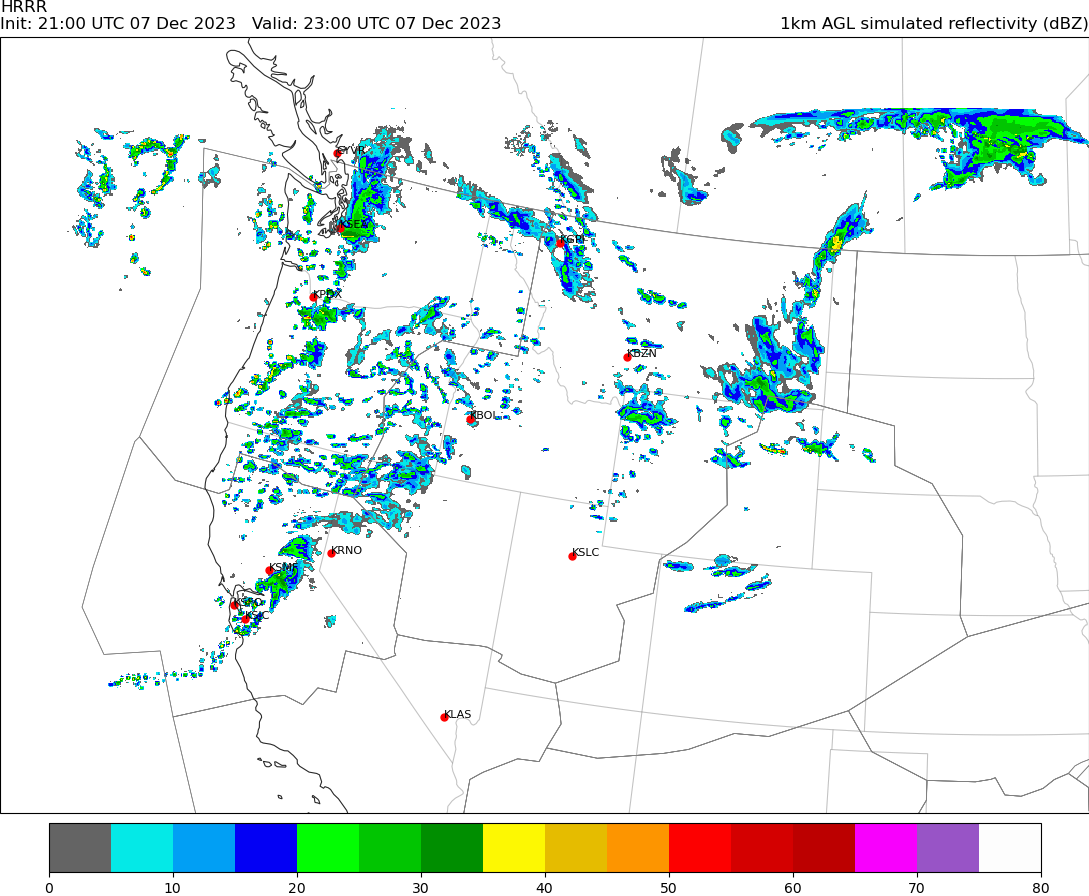 HRRR
Init: 21:00 UTC 07 Dec 2023   Valid: 23:00 UTC 07 Dec 2023
1km AGL simulated reflectivity (dBZ)
CYVR
KSEA
KGPI
KPDX
KBZN
KBOI
KRNO
KSLC
KSMF
KSFO
KSJC
KLAS
0 10 20 30 40 50 60 70 80